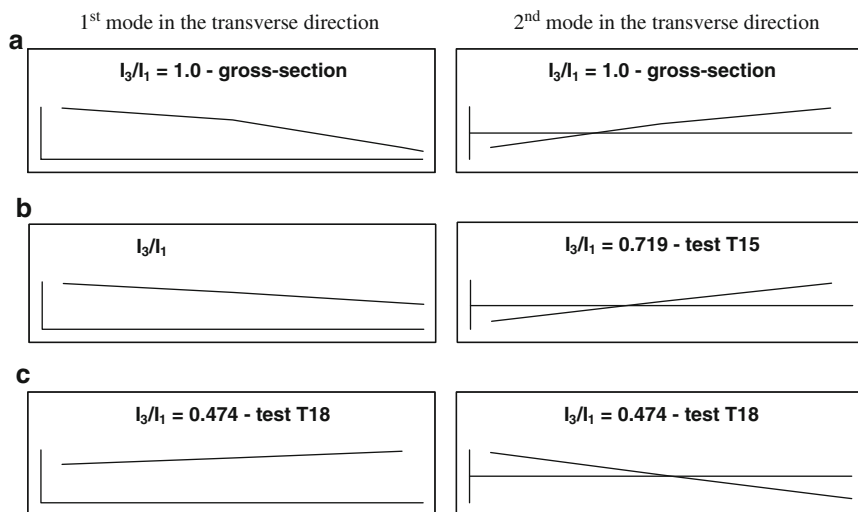 1st mode in the transverse direction
2nd mode in the transverse direction
a
I3/I1 = 1.0 - gross-section
I3/I1 = 1.0 - gross-section
b
I3/I1
I3/I1 = 0.719 - test T15
c
I3/I1 = 0.474 - test T18
I3/I1 = 0.474 - test T18